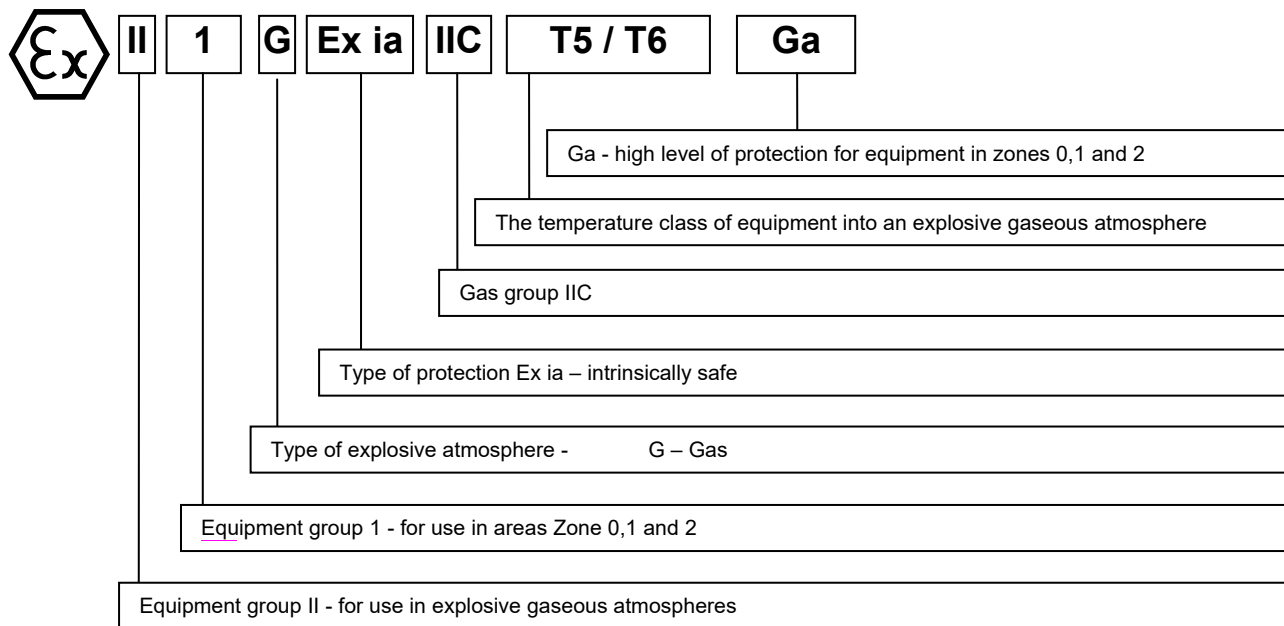 Ex II 1 G Ex ia IIC T5 / T6 Ga
Ga - high level of protection for equipment in zones 0,1 and 2
The temperature class of equipment into an explosive gaseous atmosphere
Gas group IIC
Type of protection Ex ia – intrinsically safe
Type of explosive atmosphere - G – Gas
Equipment group 1 - for use in areas Zone 0,1 and 2
Equipment group II - for use in explosive gaseous atmospheres